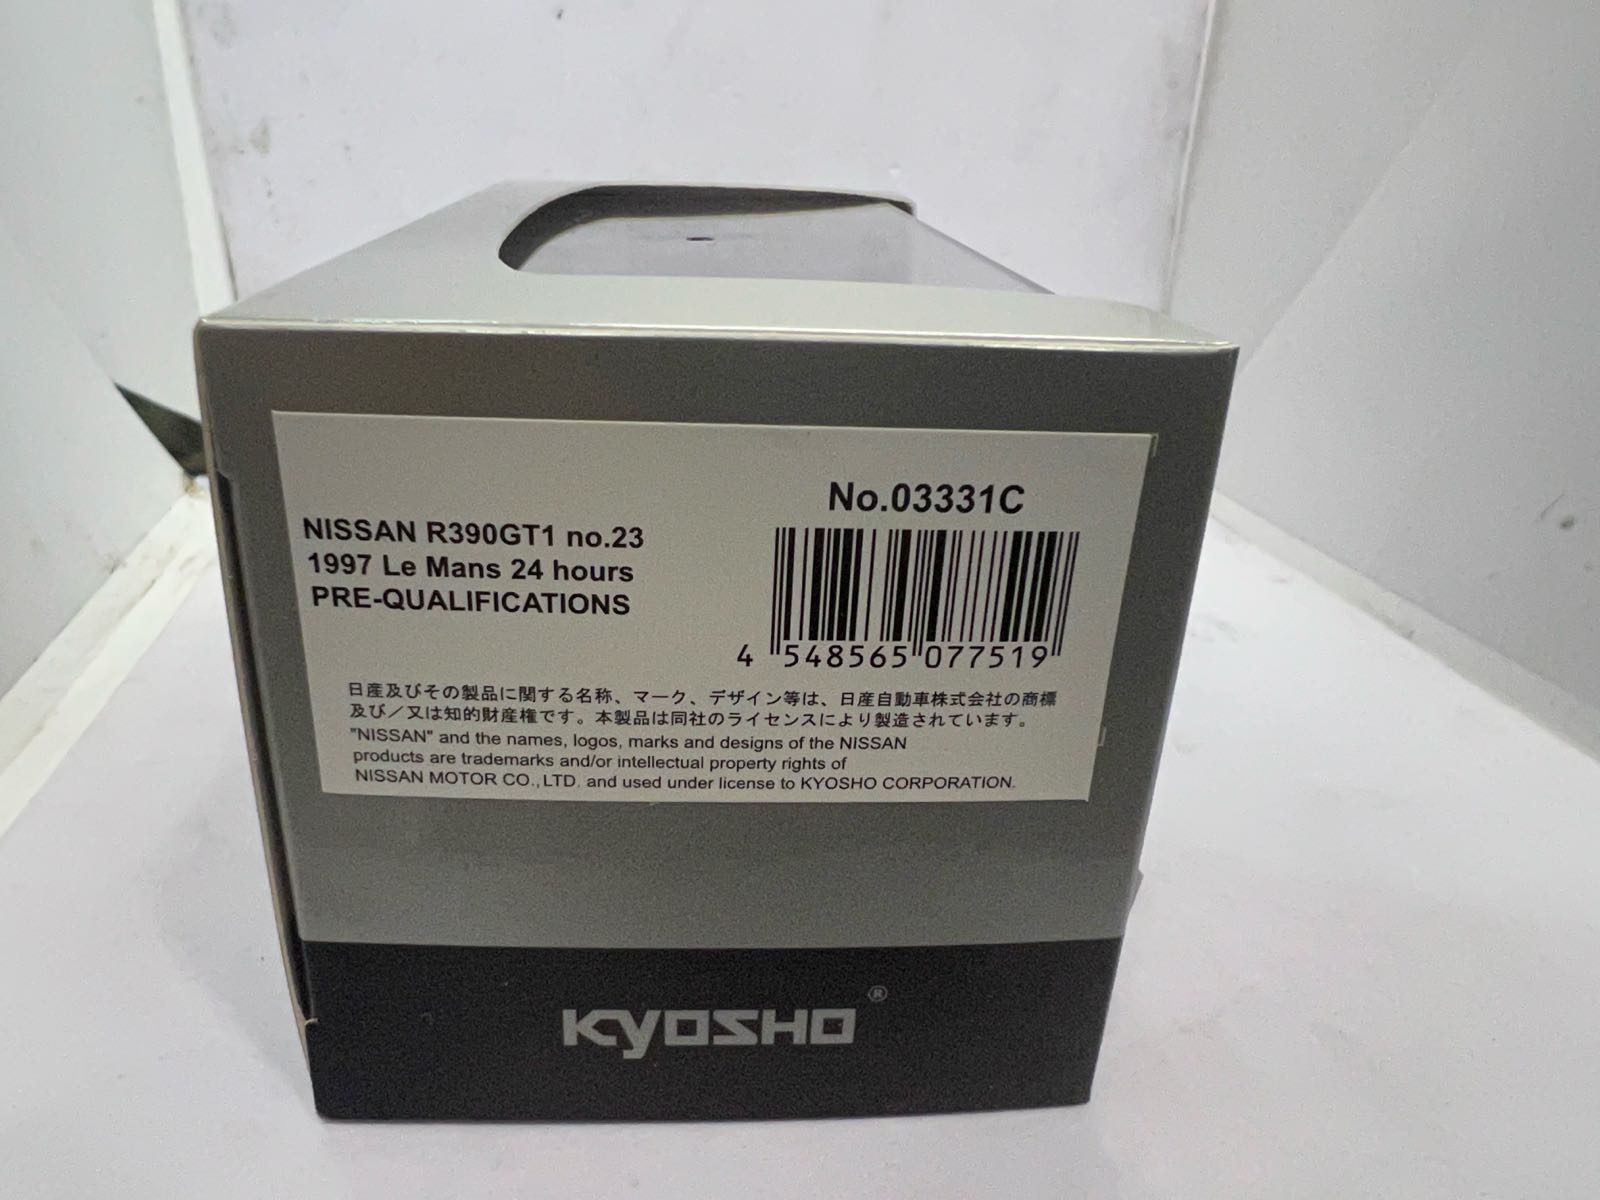 No.03331C
NISSAN R390GT1 no.23
1997 Le Mans 24 hours
PRE-QUALIFICATIONS
4 548565 077519
日産及びその製品に関する名称、マーク、デザイン等は、日産自動車株式会社の商標
及び/又は知的財産権です。本製品は同社のライセンスにより製造されています。
"NISSAN" and the names, logos, marks and designs of the NISSAN
products are trademarks and/or intellectual property rights of
NISSAN MOTOR CO., LTD. and used under license to KYOSHO CORPORATION.
KYOSHO®